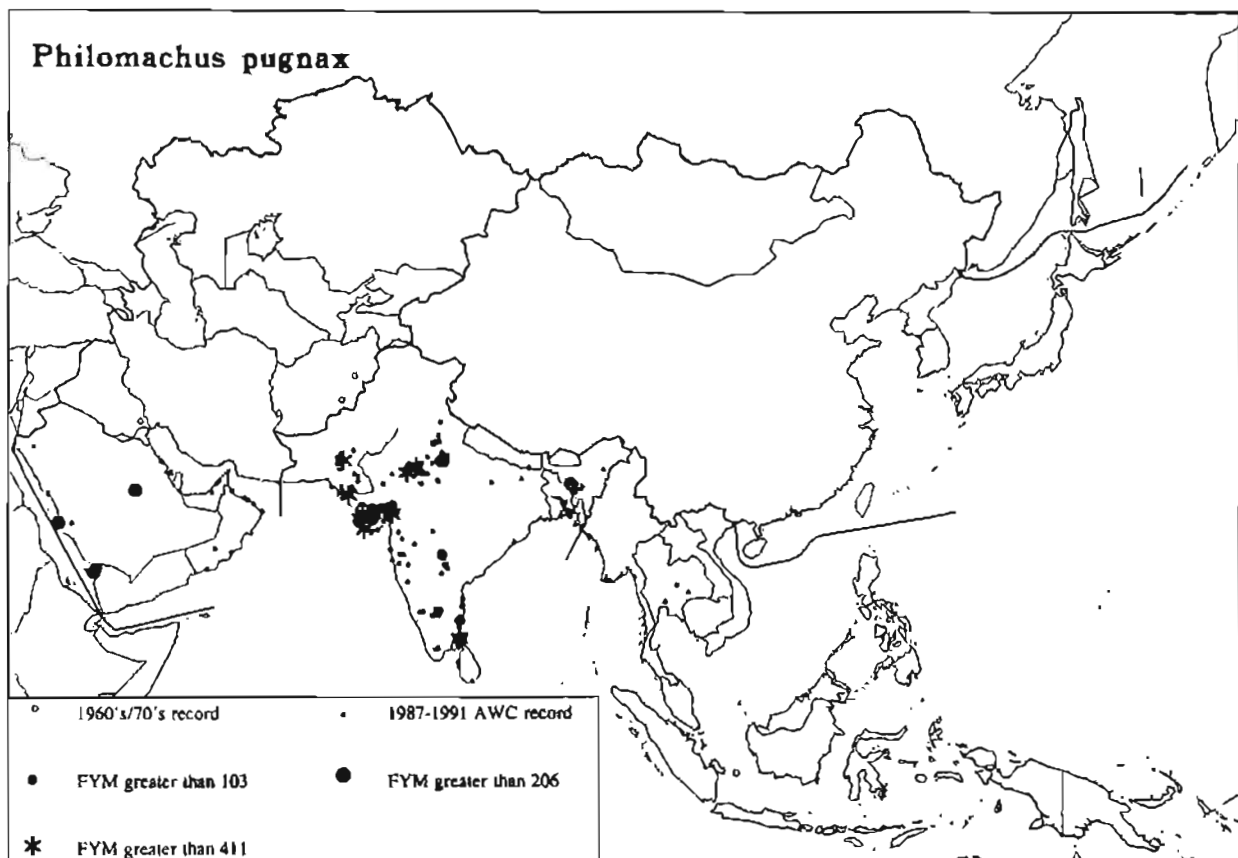 Philomachus pugnax
1960's/70's record
1987-1991 AWC record
FYM greater than 103
FYM greater than 206
FYM greater than 411